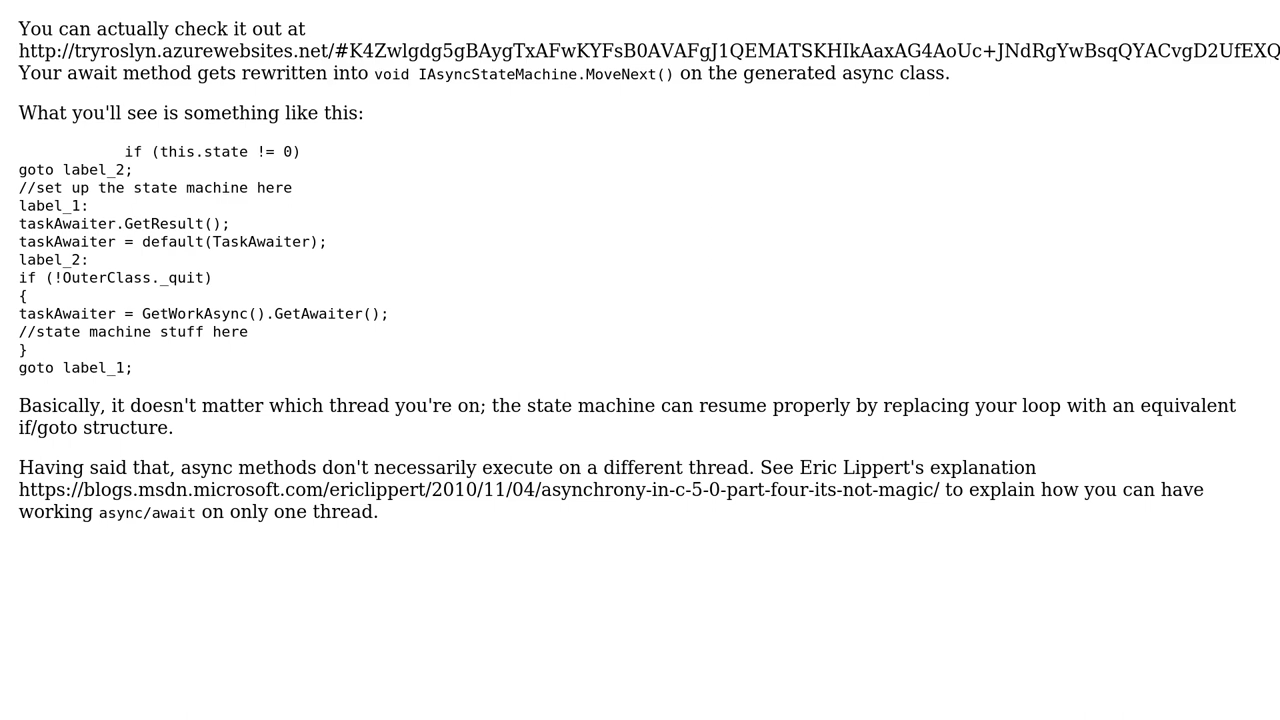 You can actually check it out at
http://tryroslyn.azurewebsites.net/#K4Zwlgdg5gBAygTxAFwKYFsB0AVAFgJ1QEMATSKHIkAaxAG4AoUc+JNdRgYwBsqQYACvgD2UfEXQ
Your await method gets rewritten into void IAsyncStateMachine.MoveNext() on the generated async class.
What you'll see is something like this:
if (this.state != 0)
goto label_2;
//set up the state machine here
label_1:
taskAwaiter.GetResult();
taskAwaiter = default(TaskAwaiter);
label_2:
if (!OuterClass._quit)
{
taskAwaiter = GetWorkAsync().GetAwaiter();
//state machine stuff here
}
goto label_1;
Basically, it doesn't matter which thread you're on; the state machine can resume properly by replacing your loop with an equivalent
if/goto structure.
Having said that, async methods don't necessarily execute on a different thread. See Eric Lippert's explanation
https://blogs.msdn.microsoft.com/ericlippert/2010/11/04/asynchrony-in-c-5-0-part-four-its-not-magic/ to explain how you can have
working async/await on only one thread.